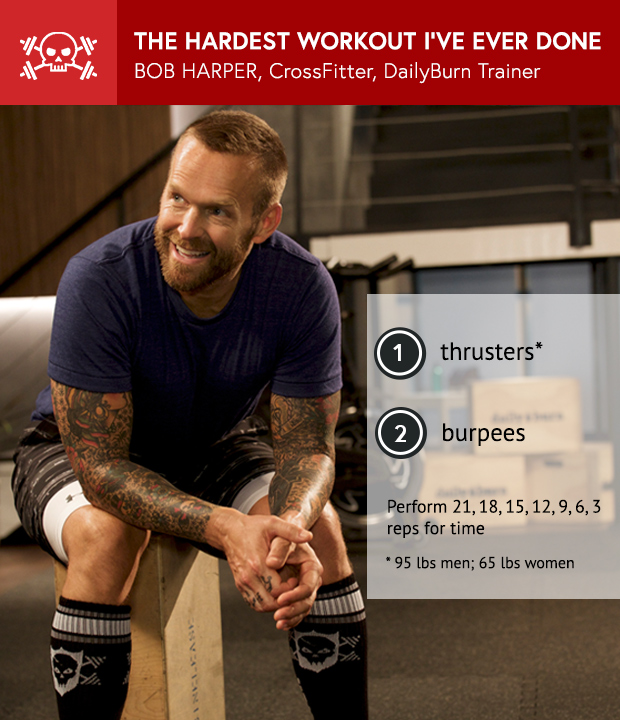 THE HARDEST WORKOUT I'VE EVER DONE
BOB HARPER, CrossFitter, DailyBurn Trainer
1 thrusters*
2 burpees
dailyburn
Perform 21, 18, 15, 12, 9, 6, 3
reps for time
* 95 lbs men; 65 lbs women